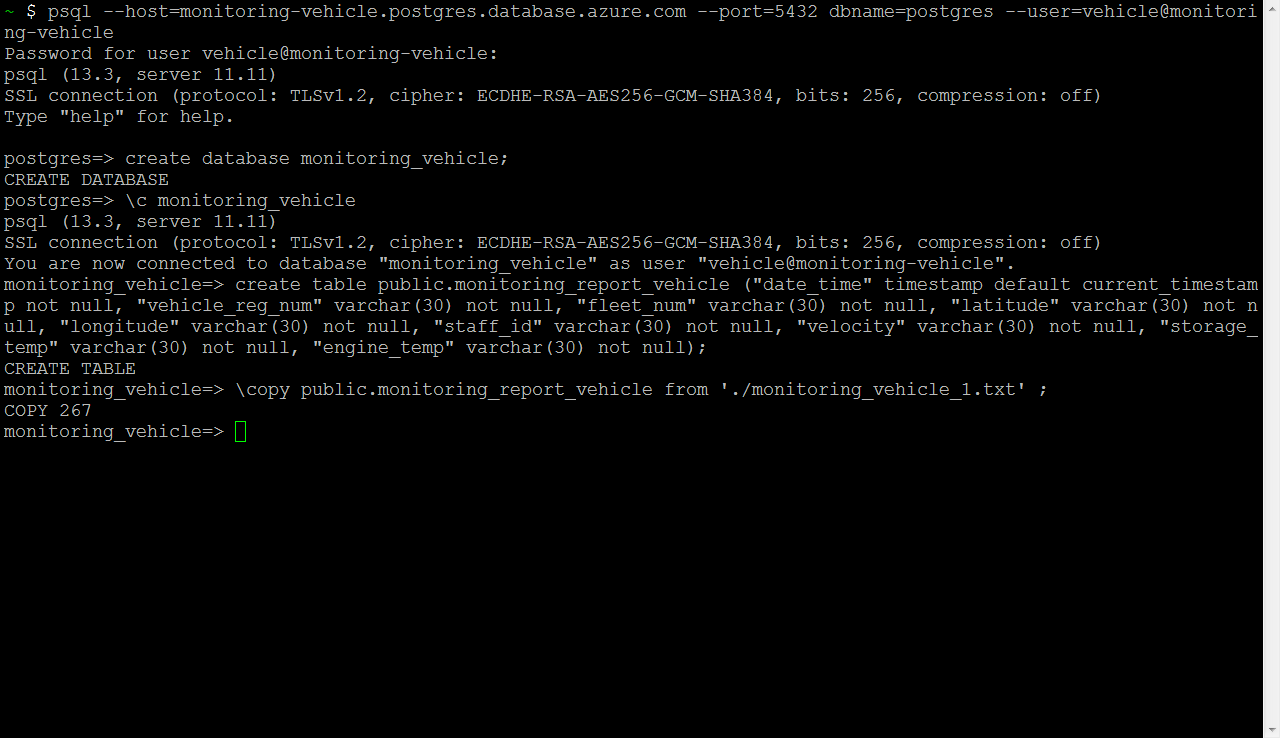 ~ $ psql --host=monitoring-vehicle.postgres.database.azure.com --port=5432 dbname=postgres --user=vehicle@monitori
ng-vehicle
Password for user vehicle@monitoring-vehicle:
psql (13.3, server 11.11)
SSL connection (protocol: TLSv1.2, cipher: ECDHE-RSA-AES256-GCM-SHA384, bits: 256, compression: off)
Type "help" for help.

postgres=> create database monitoring_vehicle;
CREATE DATABASE
postgres=> \c monitoring_vehicle
psql (13.3, server 11.11)
SSL connection (protocol: TLSv1.2, cipher: ECDHE-RSA-AES256-GCM-SHA384, bits: 256, compression: off)
You are now connected to database "monitoring_vehicle" as user "vehicle@monitoring-vehicle".
monitoring_vehicle=> create table public.monitoring_report_vehicle ("date_time" timestamp default current_timestam
p not null, "vehicle_reg_num" varchar(30) not null, "fleet_num" varchar(30) not null, "latitude" varchar(30) not n
ull, "longitude" varchar(30) not null, "staff_id" varchar(30) not null, "velocity" varchar(30) not null, "storage_
temp" varchar(30) not null, "engine_temp" varchar(30) not null);
CREATE TABLE
monitoring_vehicle=> \copy public.monitoring_report_vehicle from './monitoring_vehicle_1.txt' ;
COPY 267
monitoring_vehicle=>